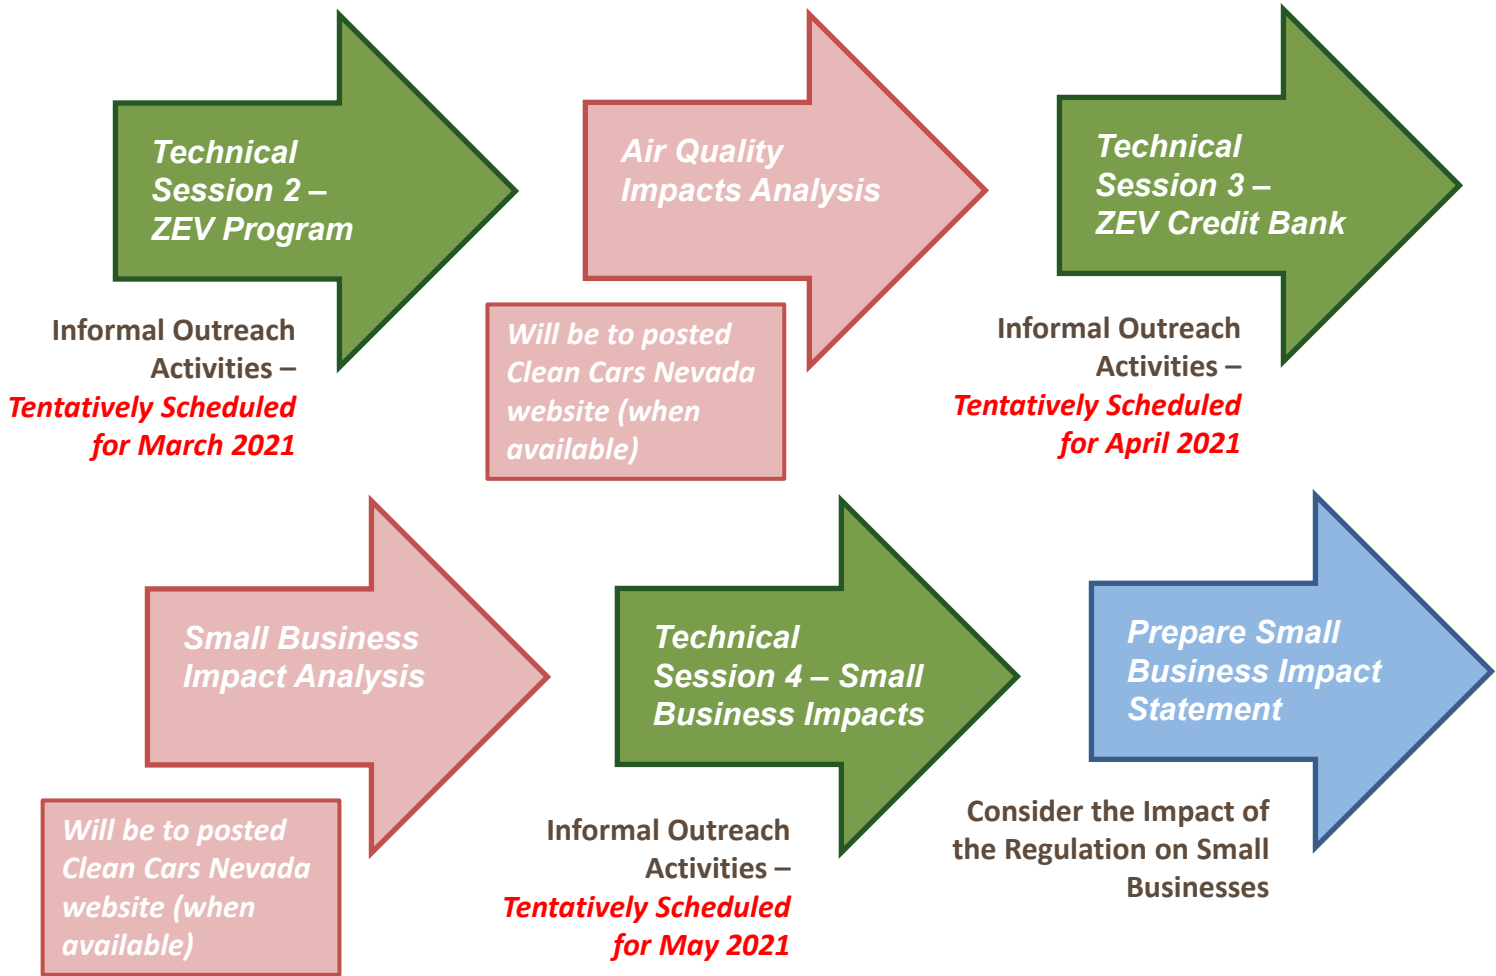 Technical
Session 2 –
ZEV Program
Informal Outreach
Activities –
Tentatively Scheduled
for March 2021
Air Quality
Impacts Analysis
Will be to posted
Clean Cars Nevada
website (when
available)
Technical
Session 3 –
ZEV Credit Bank
Informal Outreach
Activities –
Tentatively Scheduled
for April 2021
Small Business
Impact Analysis
Will be to posted
Clean Cars Nevada
website (when
available)
Technical
Session 4 – Small
Business Impacts
Informal Outreach
Activities –
Tentatively Scheduled
for May 2021
Prepare Small
Business Impact
Statement
Consider the Impact of
the Regulation on Small
Businesses